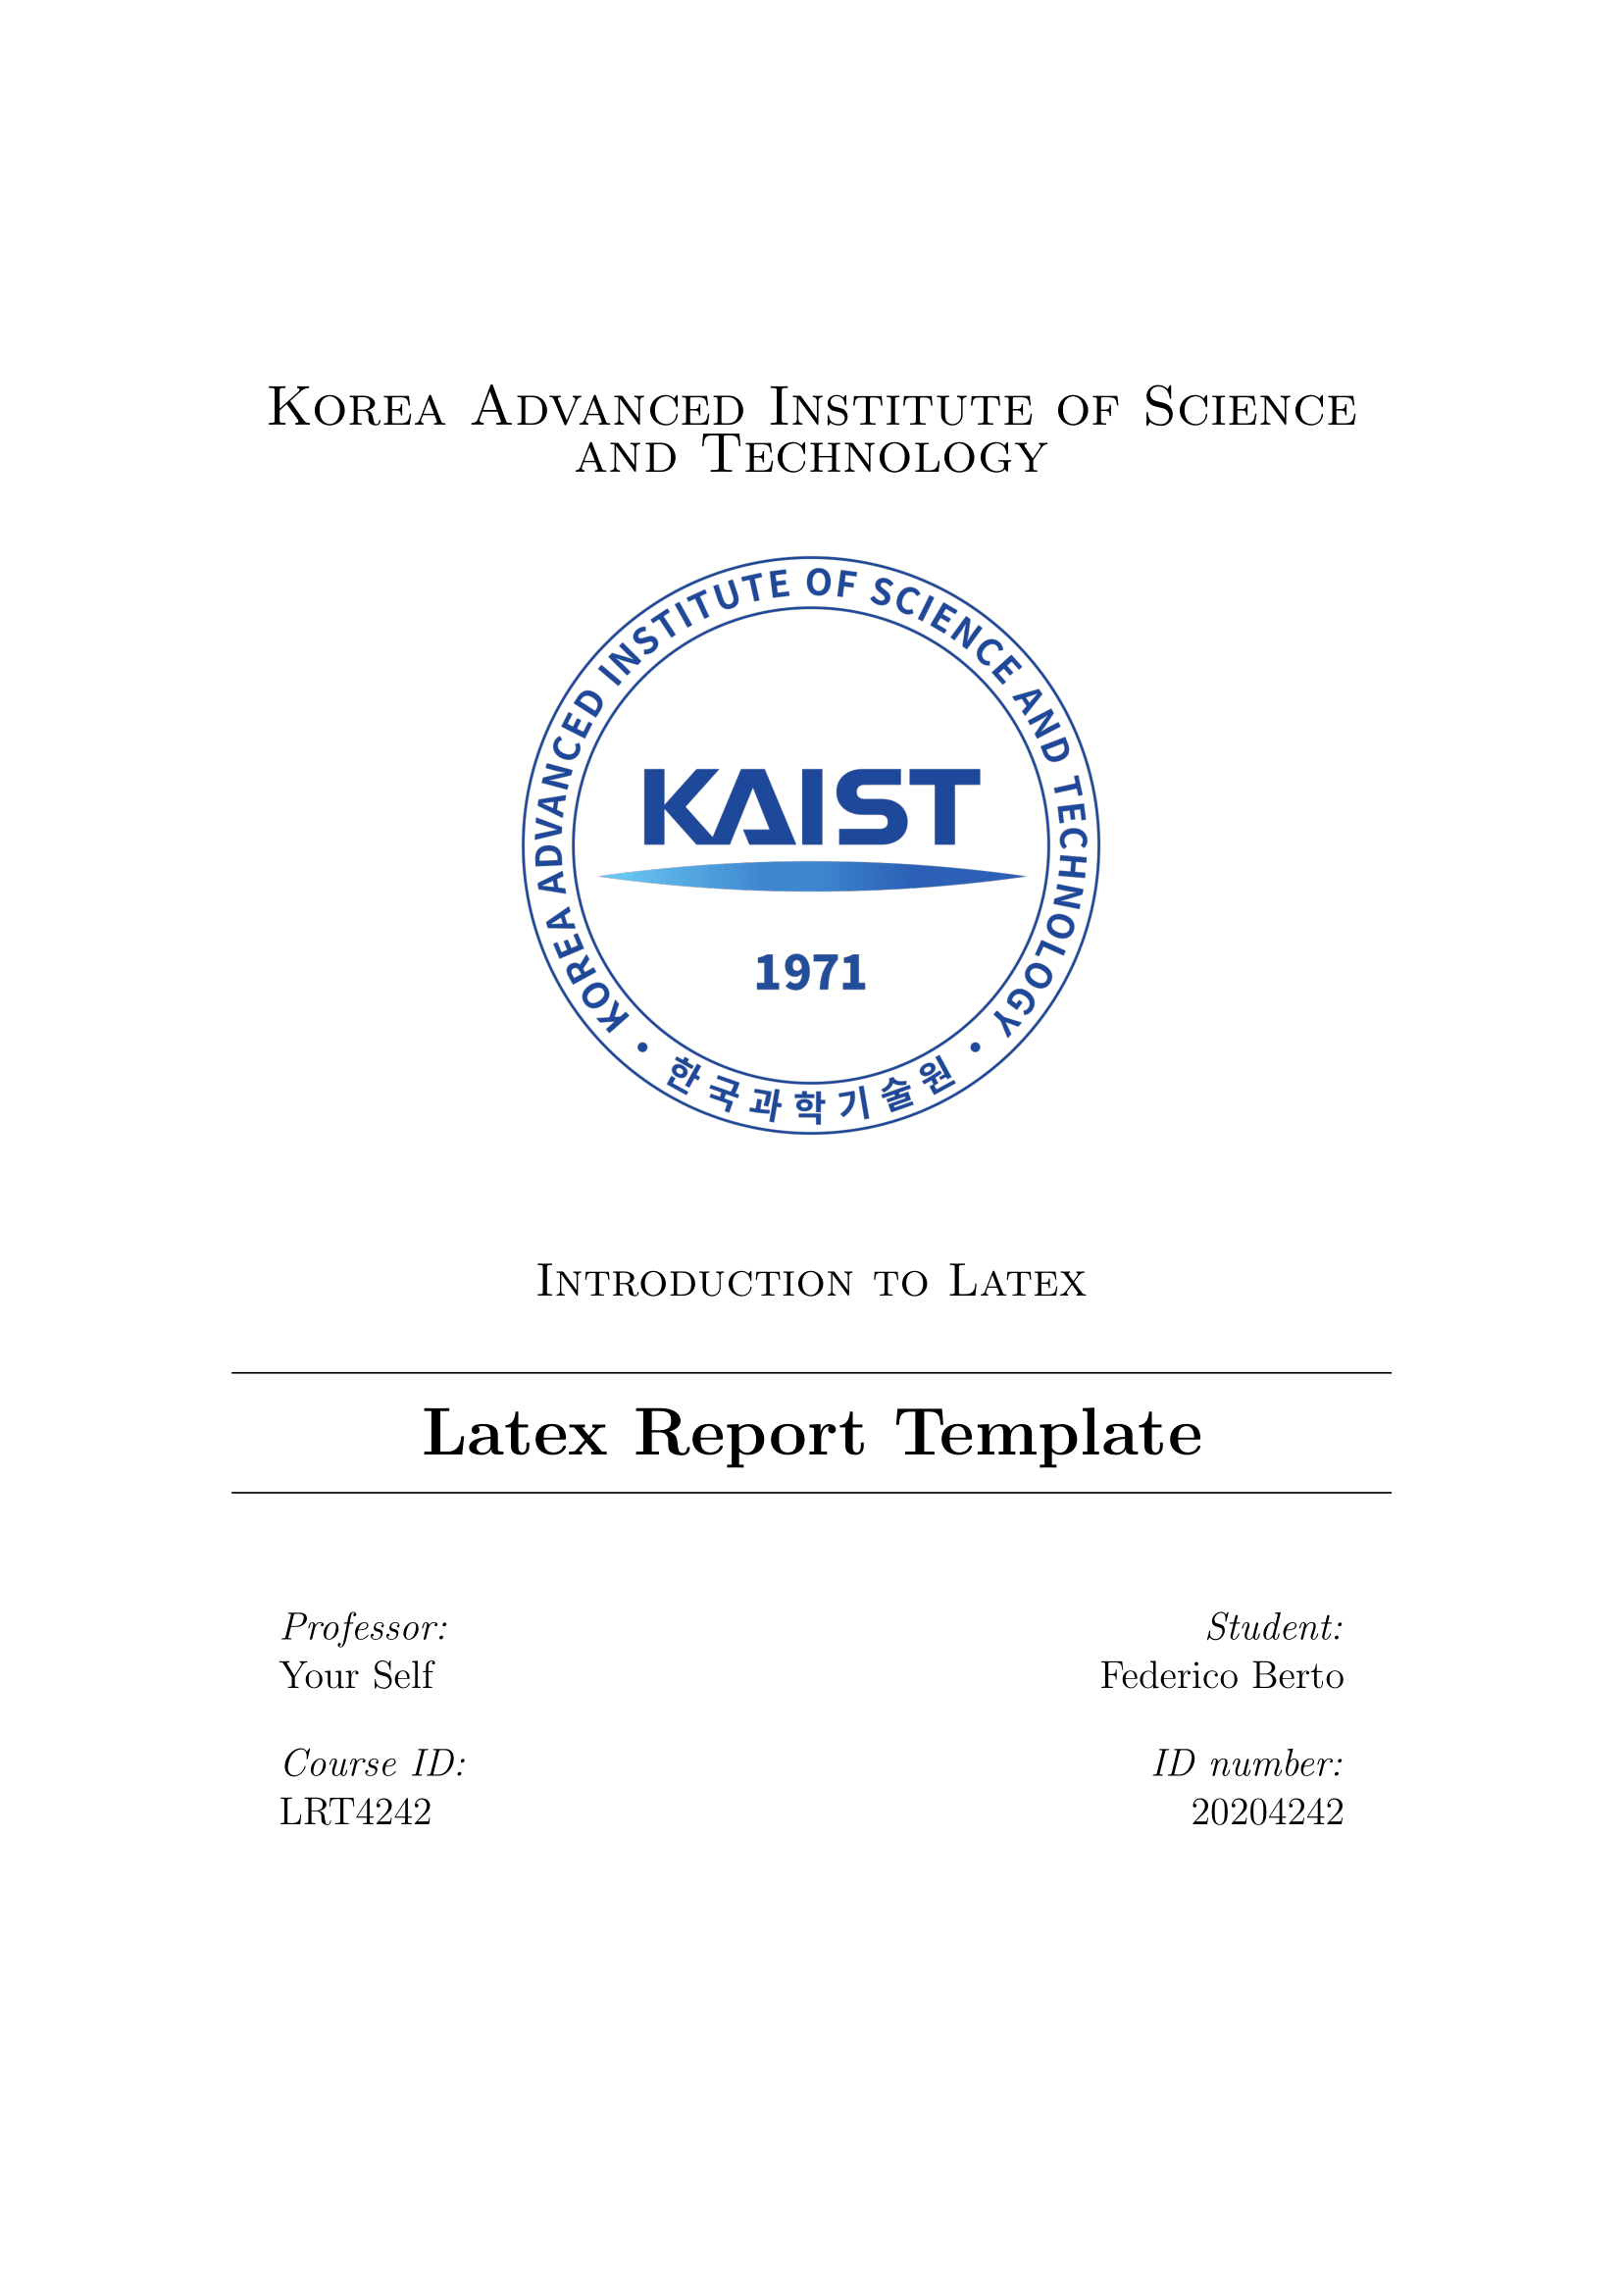 Korea Advanced Institute of Science
and Technology
KOREA ADVANCED INSTITUTE OF SCIENCE AND TECHNOLOGY
KAIST
1971
• 한국과학기술원 •
Introduction to Latex
Latex Report Template
Professor:
Your Self
Student:
Federico Berto
Course ID:
LRT4242
ID number:
20204242